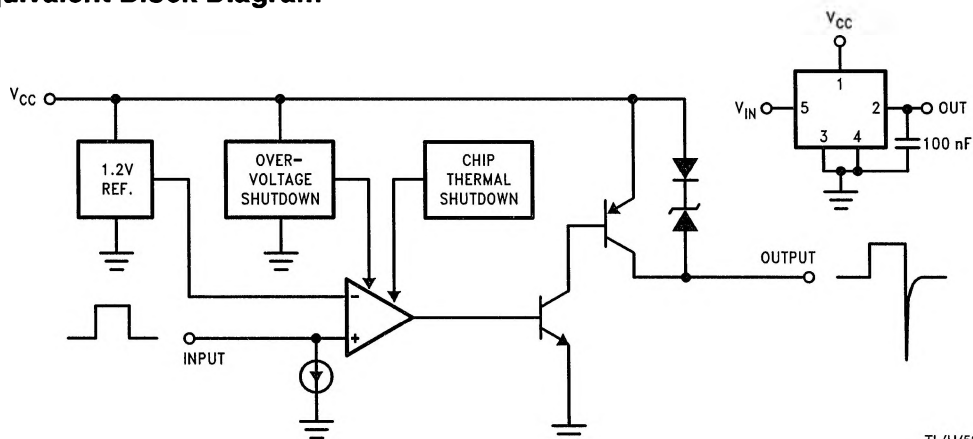 quivalent Block Diagram
VCC
1.2V
REF.
OVER-
VOLTAGE
SHUTDOWN
CHIP
THERMAL
SHUTDOWN
-
+
INPUT
OUTPUT
VCC
1
VIN
5
2
OUT
3
4
100 nF